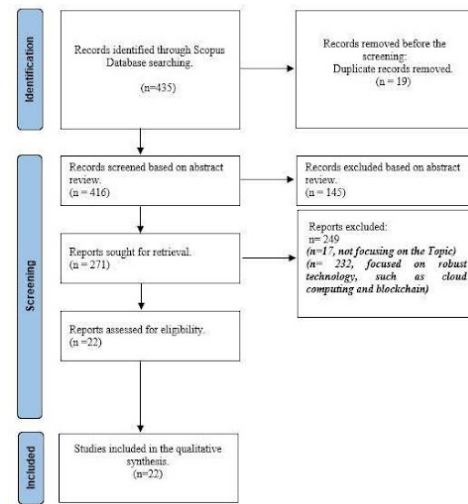 Identification
Records identified through Scopus
Database searching.
(n=435)
Records removed before the
screening:
Duplicate records removed.
(n = 19)
Screening
Records screened based on abstract
review.
(n = 416)
Records excluded based on abstract
review.
(n = 145)
Reports sought for retrieval.
(n = 271)
Reports excluded:
n= 249
(n=17, not focusing on the Topic)
(n= 232, focused on robust
technology, such as cloud
computing and blockchain)
Reports assessed for eligibility.
(n =22)
Included
Studies included in the qualitative
synthesis.
(n=22)